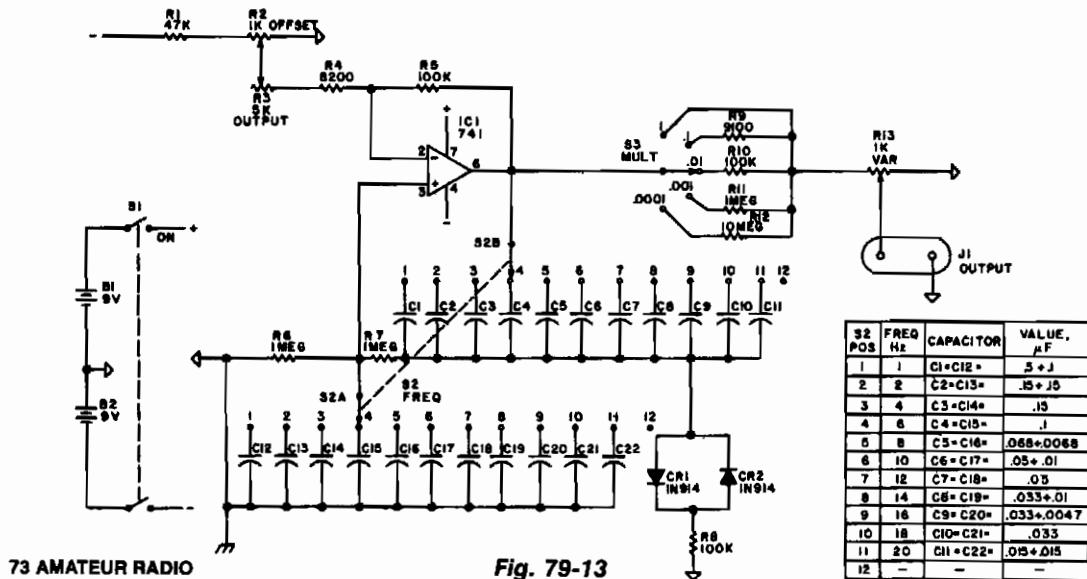 R1
47K
R2
1K OFFSET
R3
5K
OUTPUT
R4
8200
R5
100K
IC1
741
+
7
2
-
6
+
3
4
-
S3
MULT
1
.1
.01
.001
.0001
R9
9100
R10
100K
R11
1MEG
R12
10MEG
R13
1K
VAR
J1
OUTPUT
S1
ON
+
B1
9V
B2
9V
-
S2B
1 2 3 4 5 6 7 8 9 10 11 12
C1 C2 C3 C4 C5 C6 C7 C8 C9 C10 C11
R6
1MEG
R7
1MEG
S2
FREQ
S2A
1 2 3 4 5 6 7 8 9 10 11 12
C12 C13 C14 C15 C16 C17 C18 C19 C20 C21 C22
CR1
IN914
CR2
IN914
R8
100K
S2 POS FREQ Hz CAPACITOR VALUE, µF
1 1 C1=C12= .5+.1
2 2 C2=C13= .15+.15
3 4 C3=C14= .15
4 6 C4=C15= .1
5 8 C5=C16= .068+.0068
6 10 C6=C17= .05+.01
7 12 C7=C18= .05
8 14 C8=C19= .033+.01
9 16 C9=C20= .033+.0047
10 18 C10=C21= .033
11 20 C11=C22= .015+.015
12 - - -
73 AMATEUR RADIO
Fig. 79-13